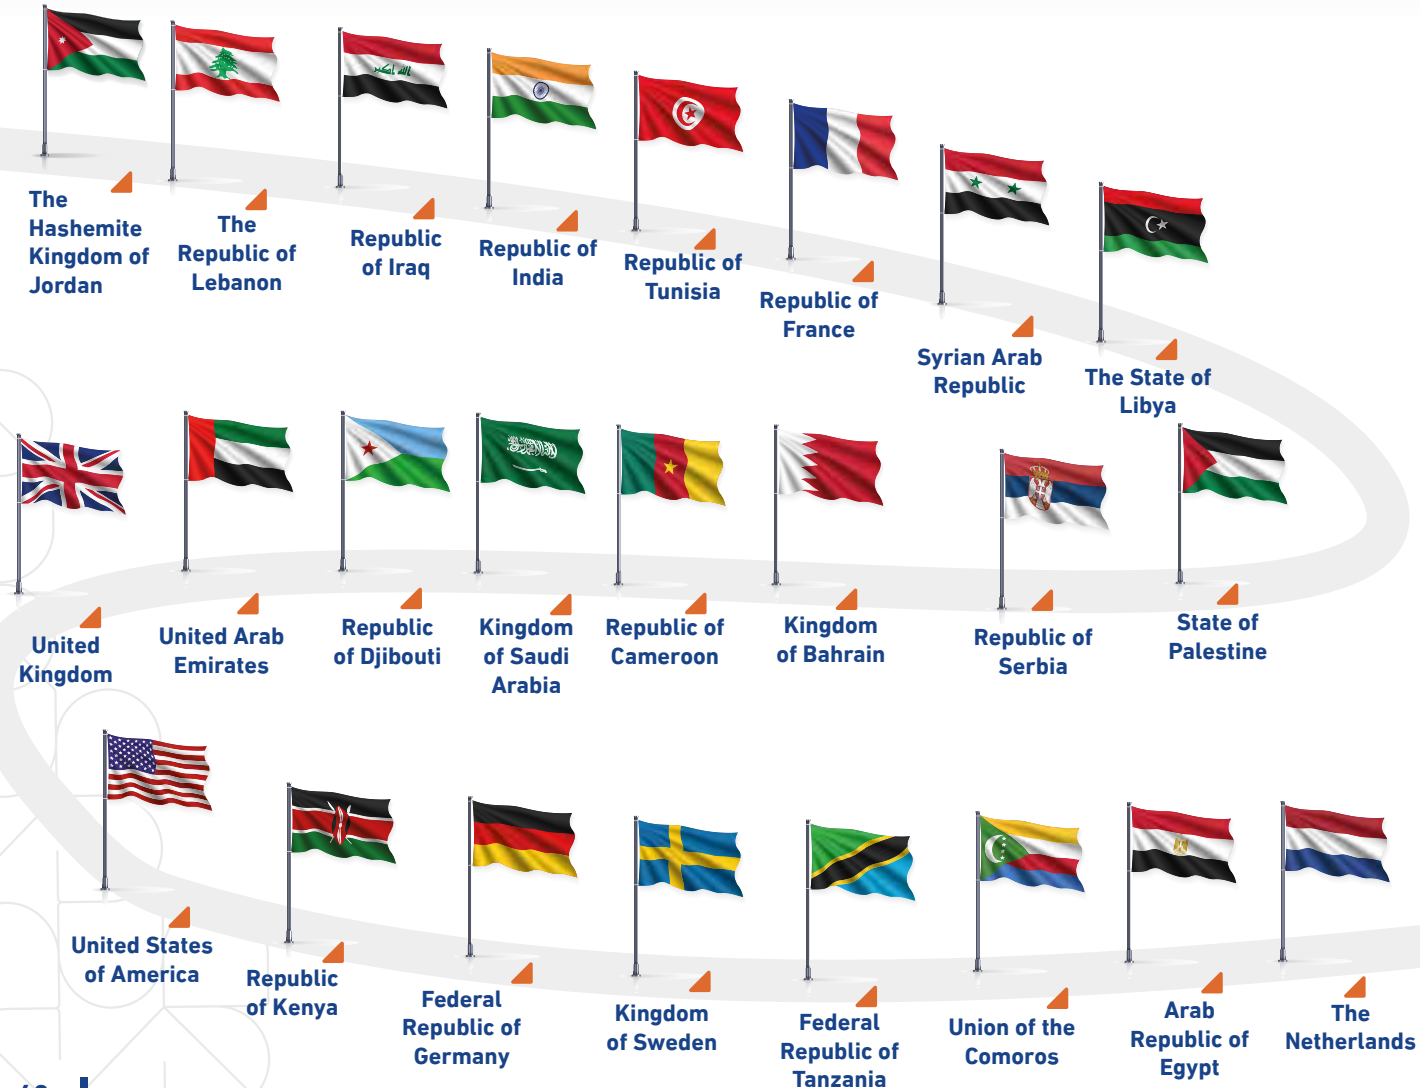 The
Hashemite
Kingdom of
Jordan
The
Republic of
Lebanon
Republic
of Iraq
Republic of
India
Republic of
Tunisia
Republic of
France
Syrian Arab
Republic
The State of
Libya
United
Kingdom
United Arab
Emirates
Republic
of Djibouti
Kingdom
of Saudi
Arabia
Republic of
Cameroon
Kingdom
of Bahrain
Republic of
Serbia
State of
Palestine
United States
of America
Republic
of Kenya
Federal
Republic of
Germany
Kingdom
of Sweden
Federal
Republic of
Tanzania
Union of the
Comoros
Arab
Republic of
Egypt
The
Netherlands